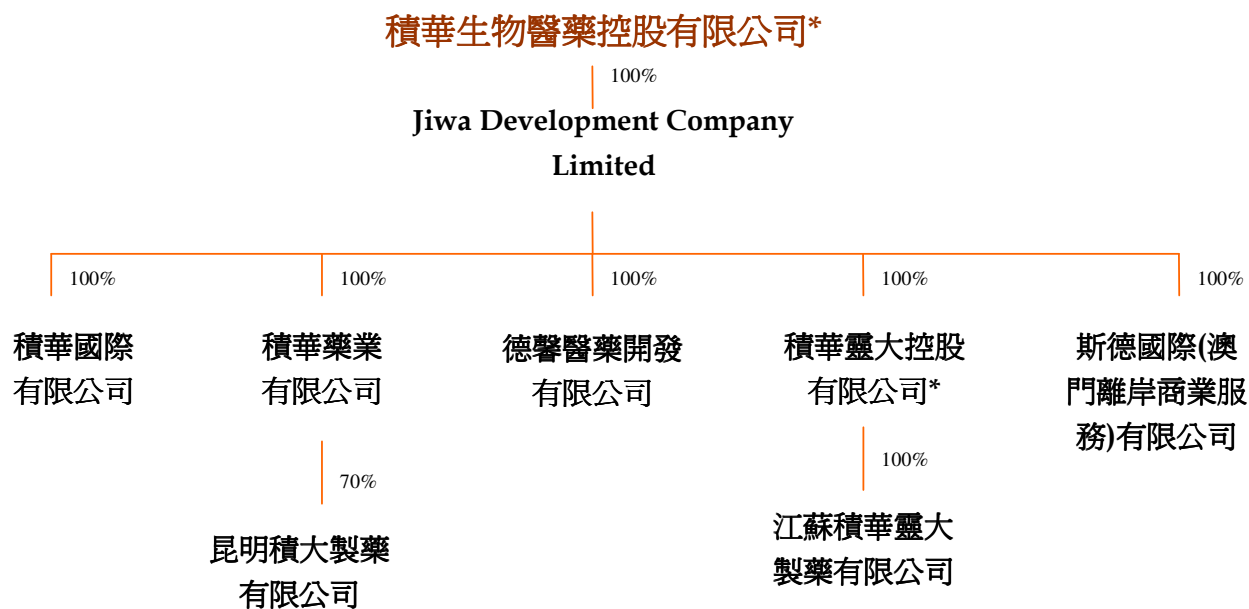 積華生物醫藥控股有限公司*
100%
Jiwa Development Company
Limited
100%
100%
100%
100%
100%
積華國際
有限公司
積華藥業
有限公司
德馨醫藥開發
有限公司
積華靈大控股
有限公司*
斯德國際(澳
門離岸商業服
務)有限公司
70%
100%
昆明積大製藥
有限公司
江蘇積華靈大
製藥有限公司